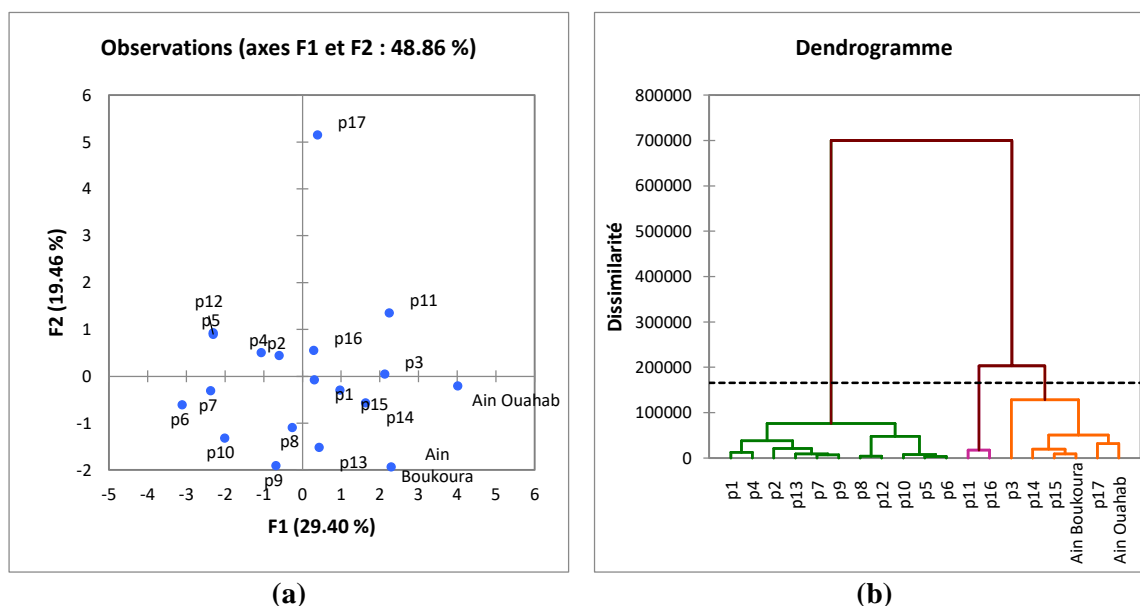 Observations (axes F1 et F2 : 48.86 %)
6
5
4
3
2
1
0
-1
-2
F2 (19.46 %)
p17
p12
p5
p4
p2
p16
p11
p3
p1
p15
p14
Ain Ouahab
p6
p7
p10
p8
p9
p13
Ain
Boukoura
-5 -4 -3 -2 -1 0 1 2 3 4 5 6
F1 (29.40 %)
(a)
Dendrogramme
800000
700000
600000
500000
400000
300000
200000
100000
0
Dissimilarité
p1
p4
p2
p13
p7
p9
p8
p12
p10
p5
p6
p11
p16
p3
p14
p15
Ain Boukoura
p17
Ain Ouahab
(b)